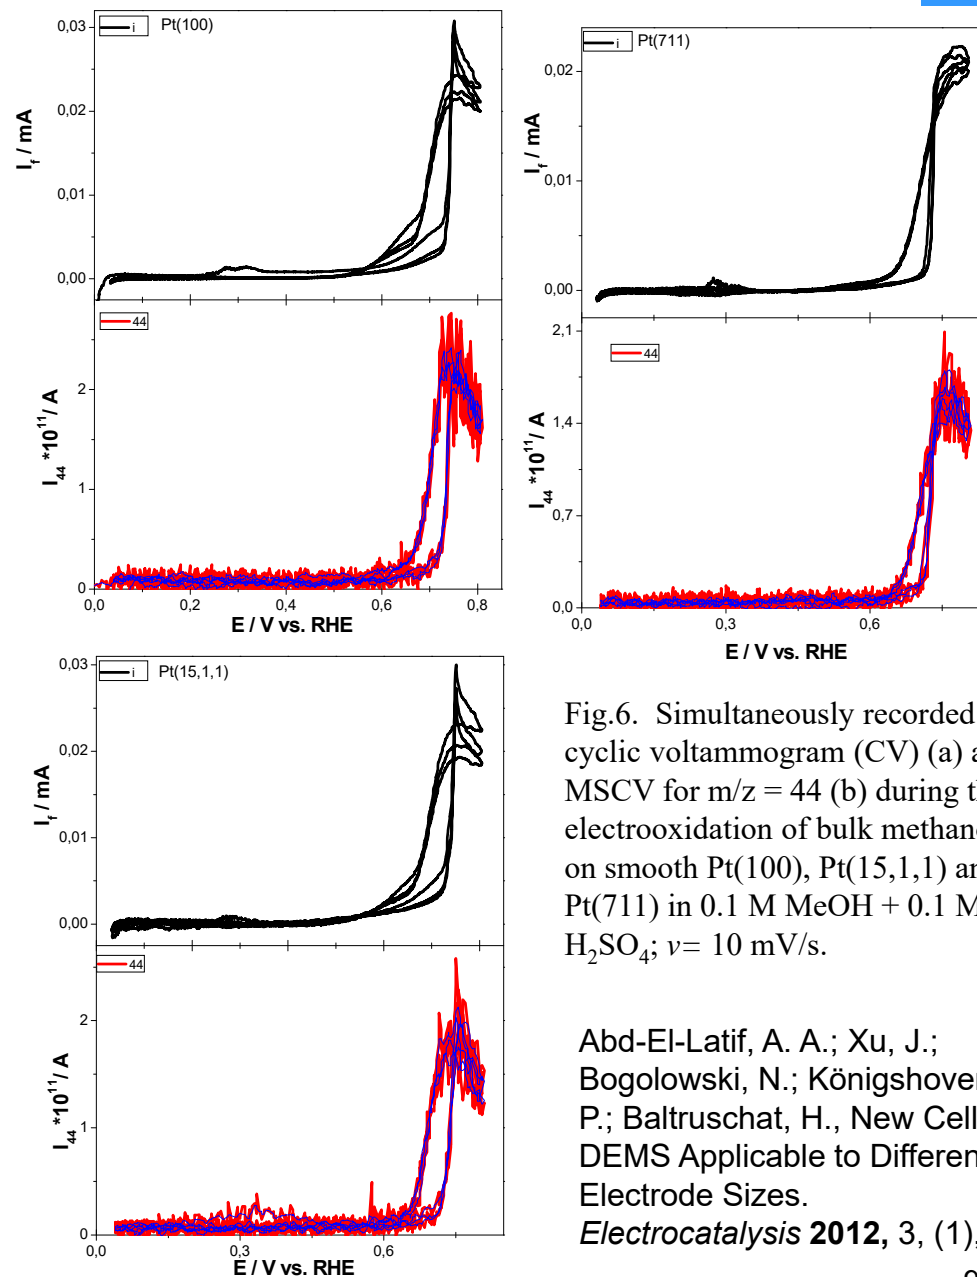 i Pt(100)
0,03
0,02
0,01
0,00
I_f / mA
44
2
1
0
I_44 *10^11/ A
0,0 0,2 0,4 0,6 0,8
E / V vs. RHE
i Pt(711)
0,02
0,01
0,00
I_f / mA
44
2,1
1,4
0,7
0,0
I_44 *10^11/ A
0,0 0,3 0,6
E / V vs. RHE
i Pt(15,1,1)
0,03
0,02
0,01
0,00
I_f / mA
44
2
1
0
I_44 *10^11/ A
0,0 0,3 0,6
E / V vs. RHE
Fig.6. Simultaneously recorded
cyclic voltammogram (CV) (a) a
MSCV for m/z = 44 (b) during th
electrooxidation of bulk methano
on smooth Pt(100), Pt(15,1,1) an
Pt(711) in 0.1 M MeOH + 0.1 M
H₂SO₄; v= 10 mV/s.
Abd-El-Latif, A. A.; Xu, J.;
Bogolowski, N.; Königshoven
P.; Baltruschat, H., New Cell
DEMS Applicable to Differen
Electrode Sizes.
Electrocatalysis 2012, 3, (1),